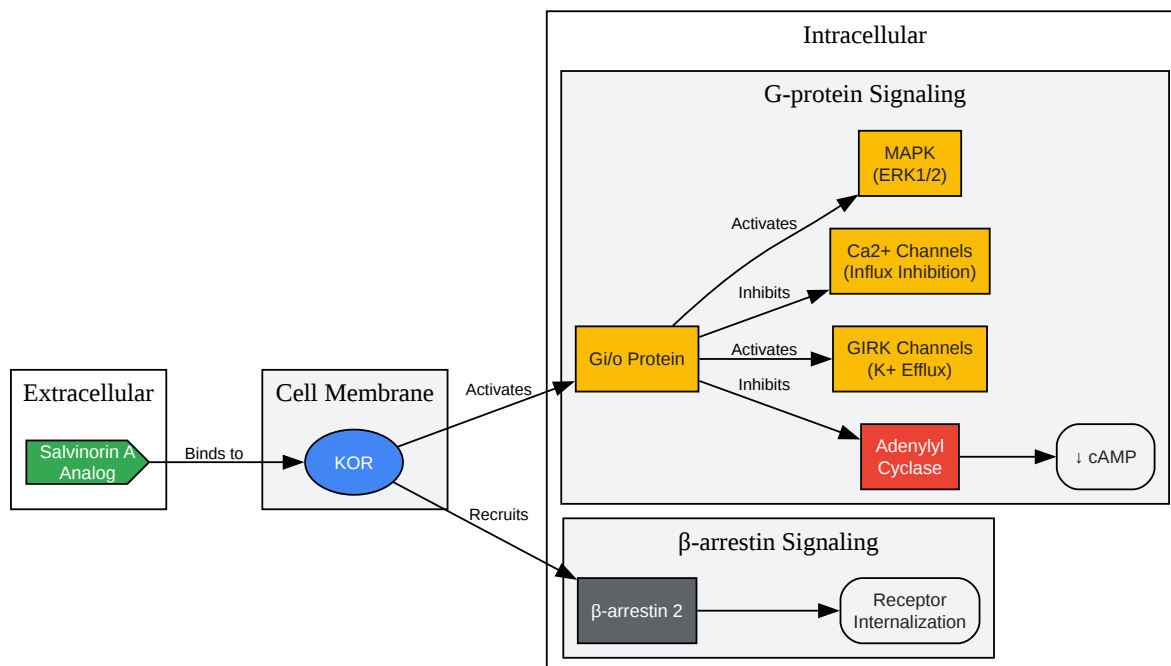 Intracellular
G-protein Signaling
MAPK
(ERK1/2)
Activates
Ca2+ Channels
(Influx Inhibition)
Inhibits
Gi/o Protein
Activates
GIRK Channels
(K+ Efflux)
Inhibits
Extracellular
Cell Membrane
Activates
Salvinorin A
Analog
Binds to
KOR
Adenylyl
Cyclase
↓ cAMP
Recruits
β-arrestin Signaling
β-arrestin 2
Receptor
Internalization